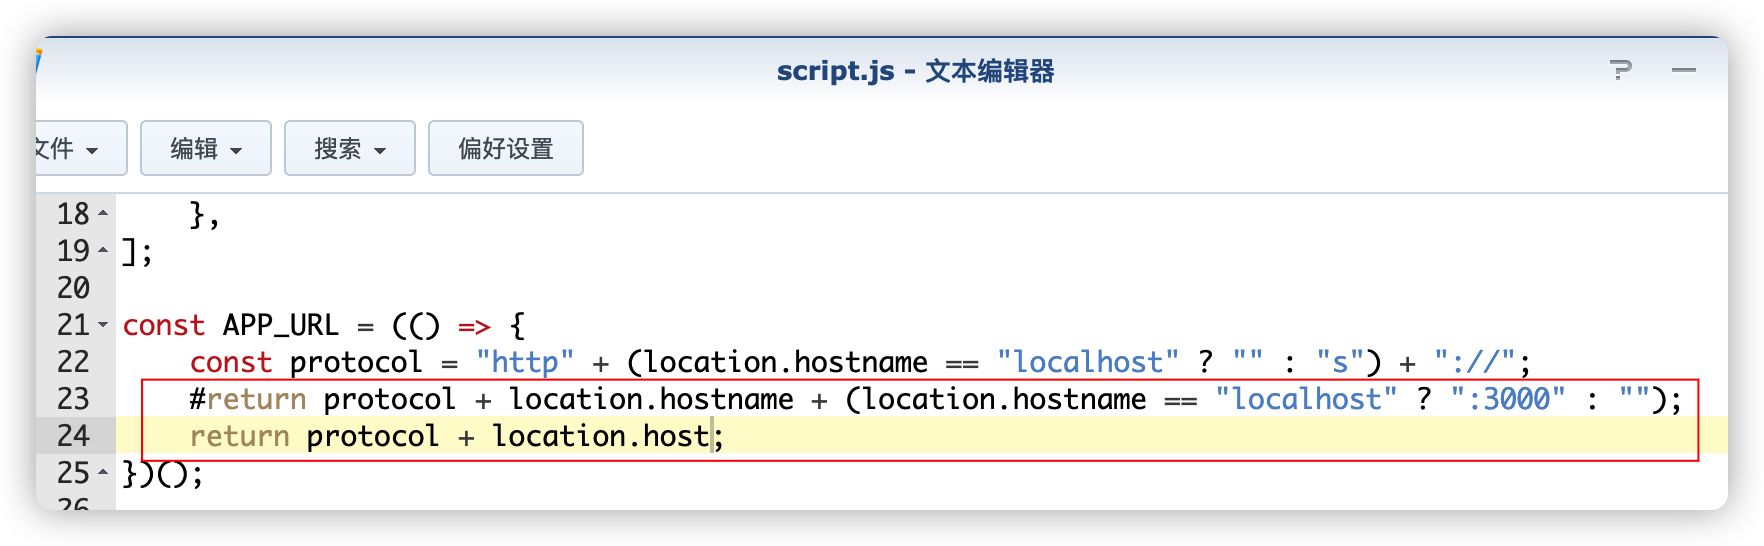 script.js - 文本编辑器
文件 编辑 搜索 偏好设置
18 },
19 ];
20
21 const APP_URL = (() => {
22 const protocol = "http" + (location.hostname == "localhost" ? "" : "s") + "://";
23 #return protocol + location.hostname + (location.hostname == "localhost" ? ":3000" : "");
24 return protocol + location.host;
25 })();
26